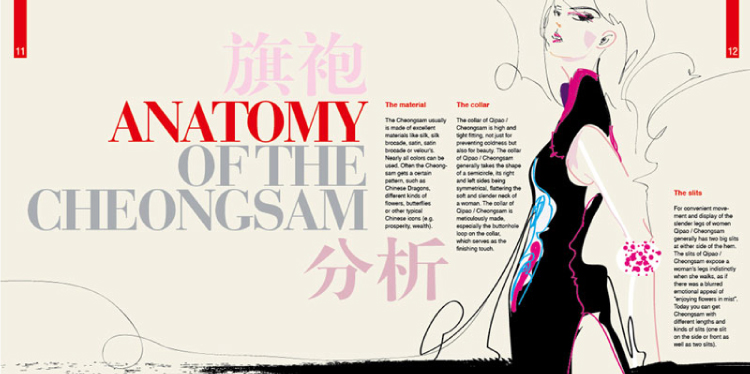 11
12
旗袍
ANATOMY
OF THE
CHEONGSAM
分析
The material
The Cheongsam usually
is made of excellent
materials like silk, silk
brocade, satin, satin
brocade or velour's.
Nearly all colors can be
used. Often the Cheong-
sam gets a certain
pattern, such as
Chinese Dragons,
different kinds of
flowers, butterflies
or other typical
Chinese icons (e.g.
prosperity, wealth).
The collar
The collar of Qipao /
Cheongsam is high and
tight fitting, not just for
preventing coldness but
also for beauty. The collar
of Qipao / Cheongsam
generally takes the shape
of a semicircle, its right
and left sides being
symmetrical, flattering the
soft and slender neck of
a woman. The collar of
Qipao / Cheongsam is
meticulously made,
especially the buttonhole
loop on the collar,
which serves as the
finishing touch.
The slits
For convenient move-
ment and display of the
slender legs of women
Qipao / Cheongsam
generally has two big slits
at either side of the hem.
The slits of Qipao /
Cheongsam expose a
woman's legs indistinctly
when she walks, as if
there was a blurred
emotional appeal of
"enjoying flowers in mist".
Today you can get
Cheongsam with
different lengths and
kinds of slits (one slit
on the side or front as
well as two slits).